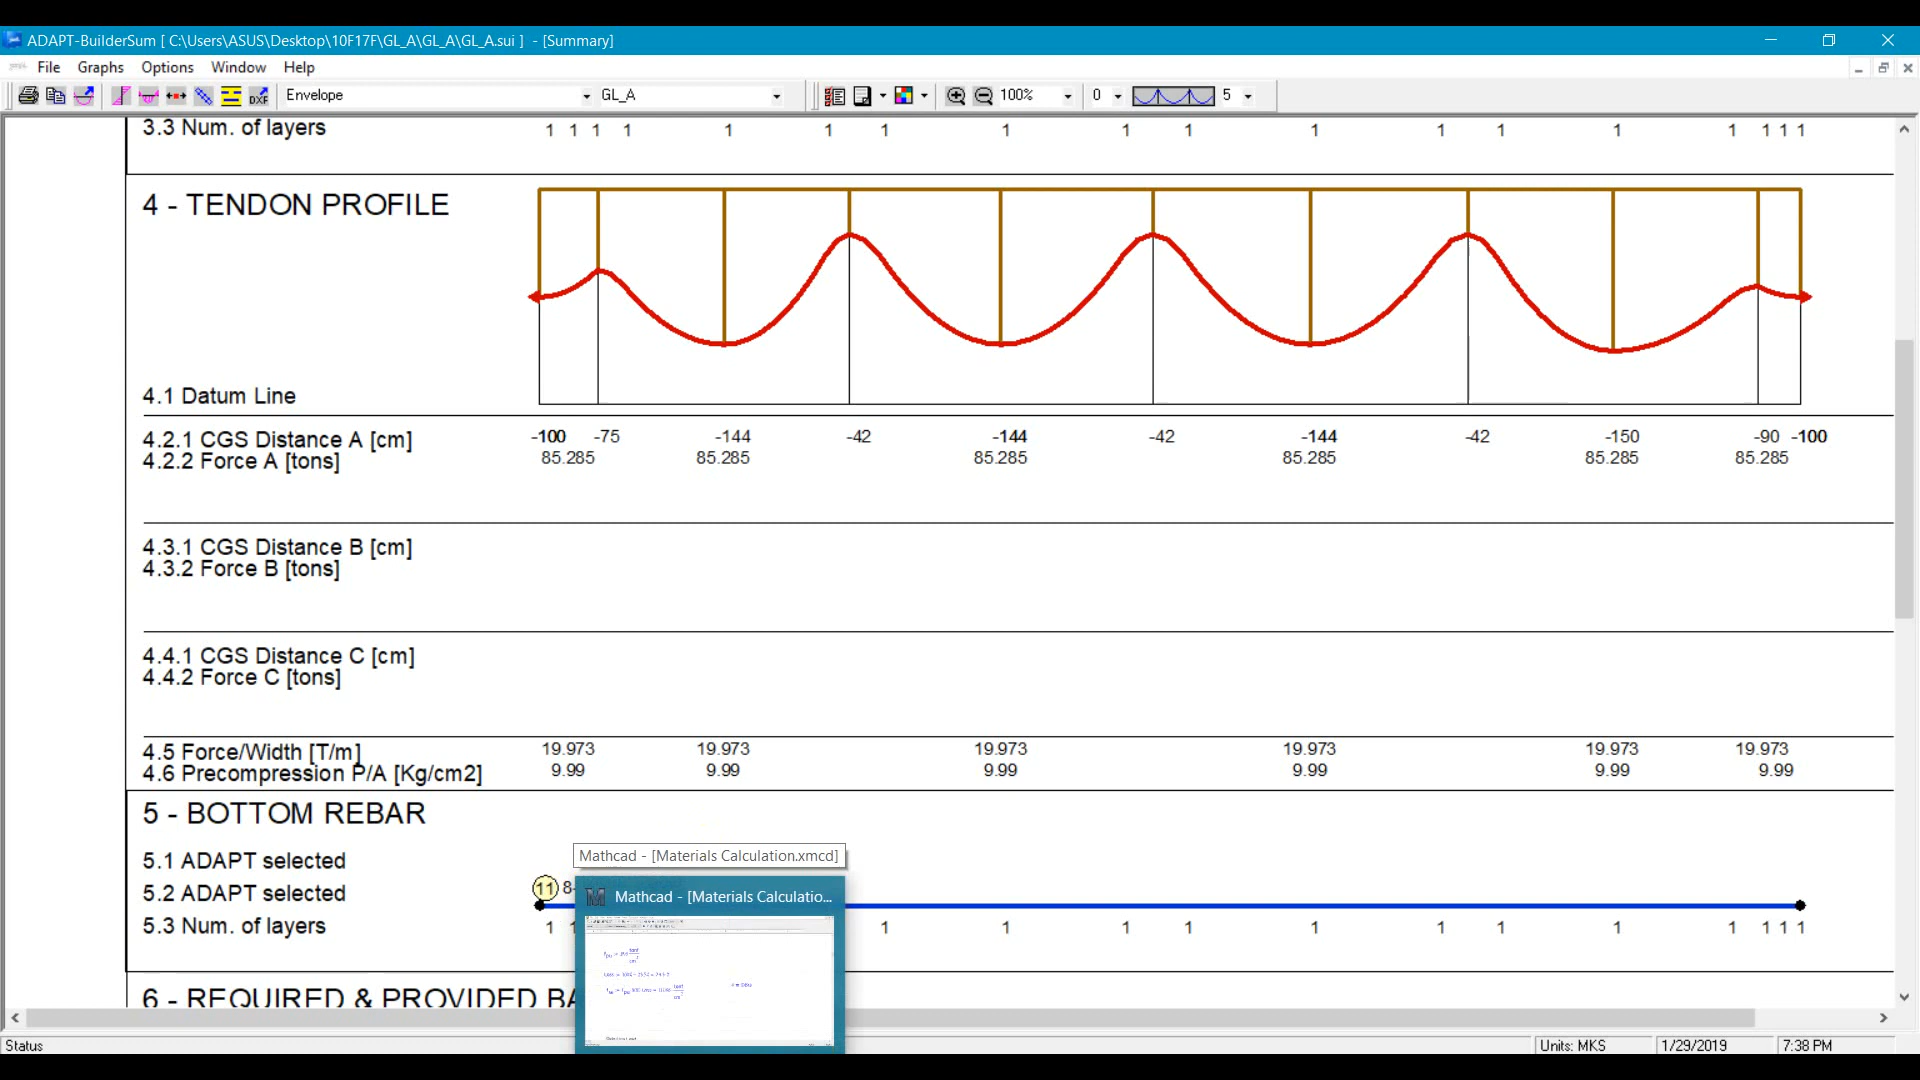 ADAPT-BuilderSum [ C:\Users\ASUS\Desktop\10F17F\GL_A\GL_A\GL_A.sui ] - [Summary]
File Graphs Options Window Help
DXF Envelope GL_A 100% 0 5
3.3 Num. of layers 1 1 1 1 1 1 1 1 1 1 1 1 1 1 1 1 1 1
4 - TENDON PROFILE
4.1 Datum Line
4.2.1 CGS Distance A [cm] -100 -75 -144 -42 -144 -42 -144 -42 -150 -90 -100
4.2.2 Force A [tons] 85.285 85.285 85.285 85.285 85.285 85.285
4.3.1 CGS Distance B [cm]
4.3.2 Force B [tons]
4.4.1 CGS Distance C [cm]
4.4.2 Force C [tons]
4.5 Force/Width [T/m] 19.973 19.973 19.973 19.973 19.973 19.973
4.6 Precompression P/A [Kg/cm2] 9.99 9.99 9.99 9.99 9.99 9.99
5 - BOTTOM REBAR
Mathcad - [Materials Calculation.xmcd]
5.1 ADAPT selected
5.2 ADAPT selected 11 8
Mathcad - [Materials Calculatio...
5.3 Num. of layers 1 1 1 1 1 1 1 1 1 1 1 1 1
6 - REQUIRED & PROVIDED BA
Status Units: MKS 1/29/2019 7:38 PM